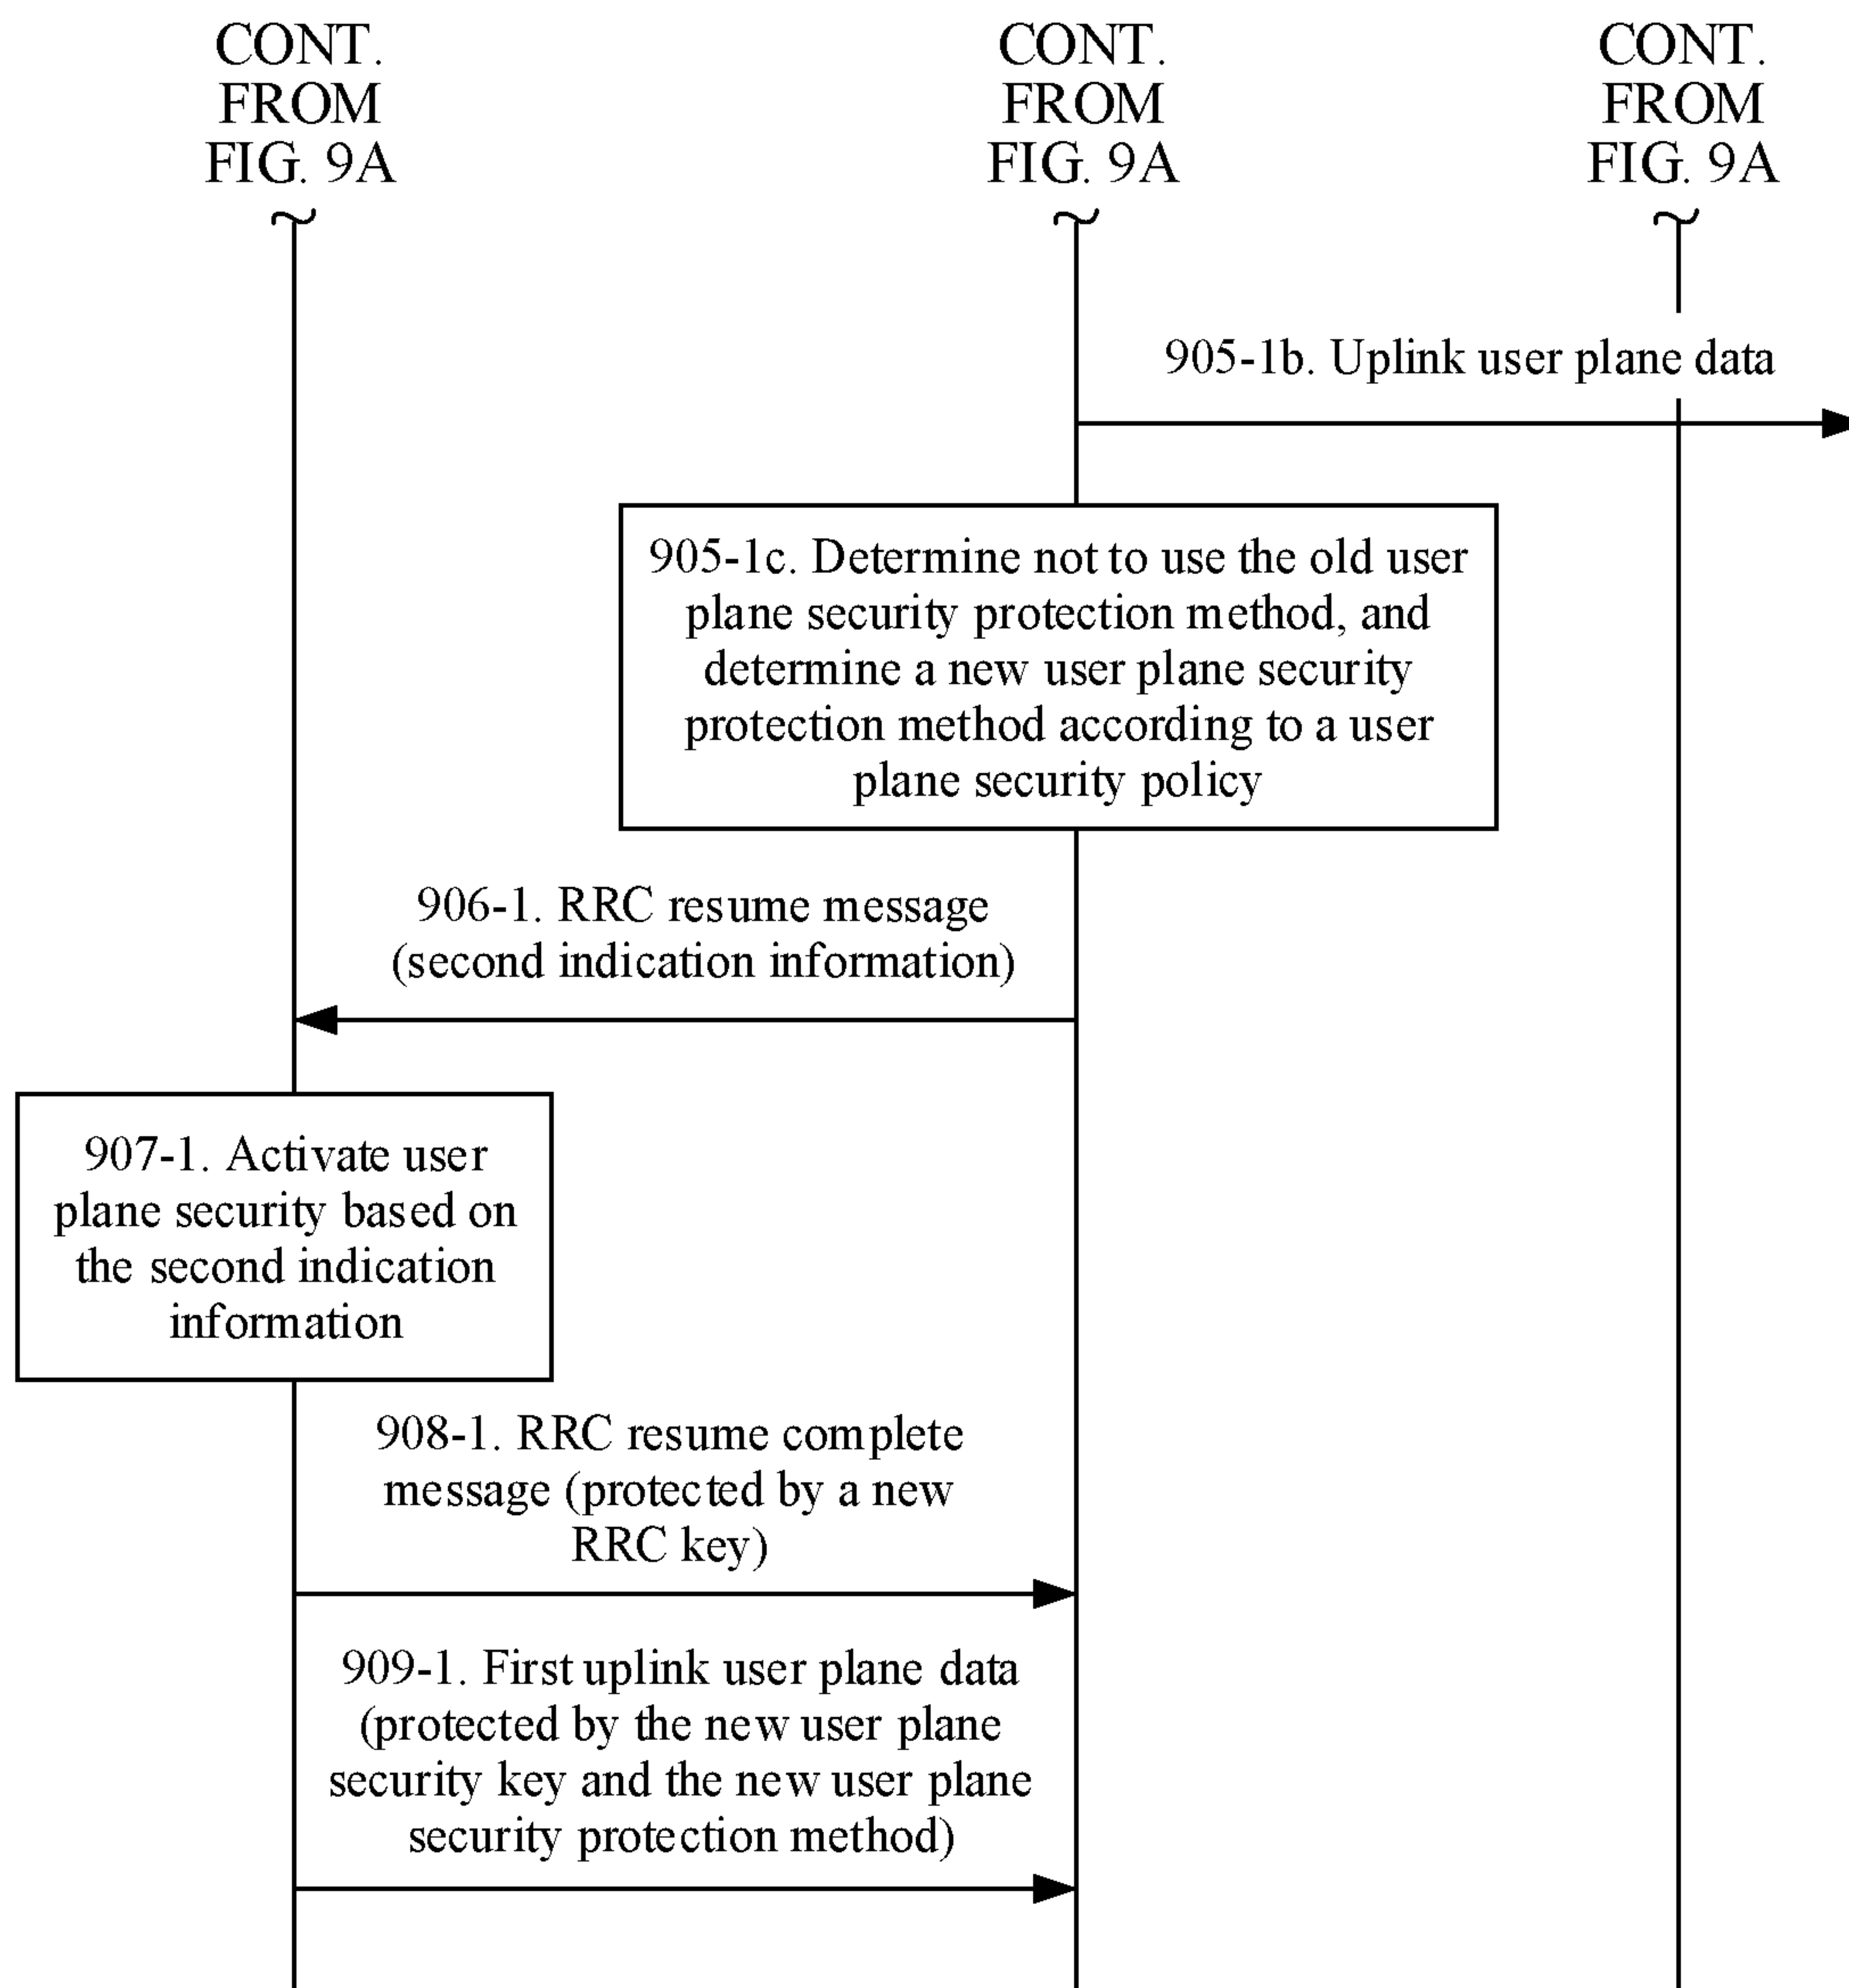 CONT.
FROM
FIG. 9A
CONT.
FROM
FIG. 9A
CONT.
FROM
FIG. 9A
905-1b. Uplink user plane data
905-1c. Determine not to use the old user
plane security protection method, and
determine a new user plane security
protection method according to a user
plane security policy
906-1. RRC resume message
(second indication information)
907-1. Activate user
plane security based on
the second indication
information
908-1. RRC resume complete
message (protected by a new
RRC key)
909-1. First uplink user plane data
(protected by the new user plane
security key and the new user plane
security protection method)